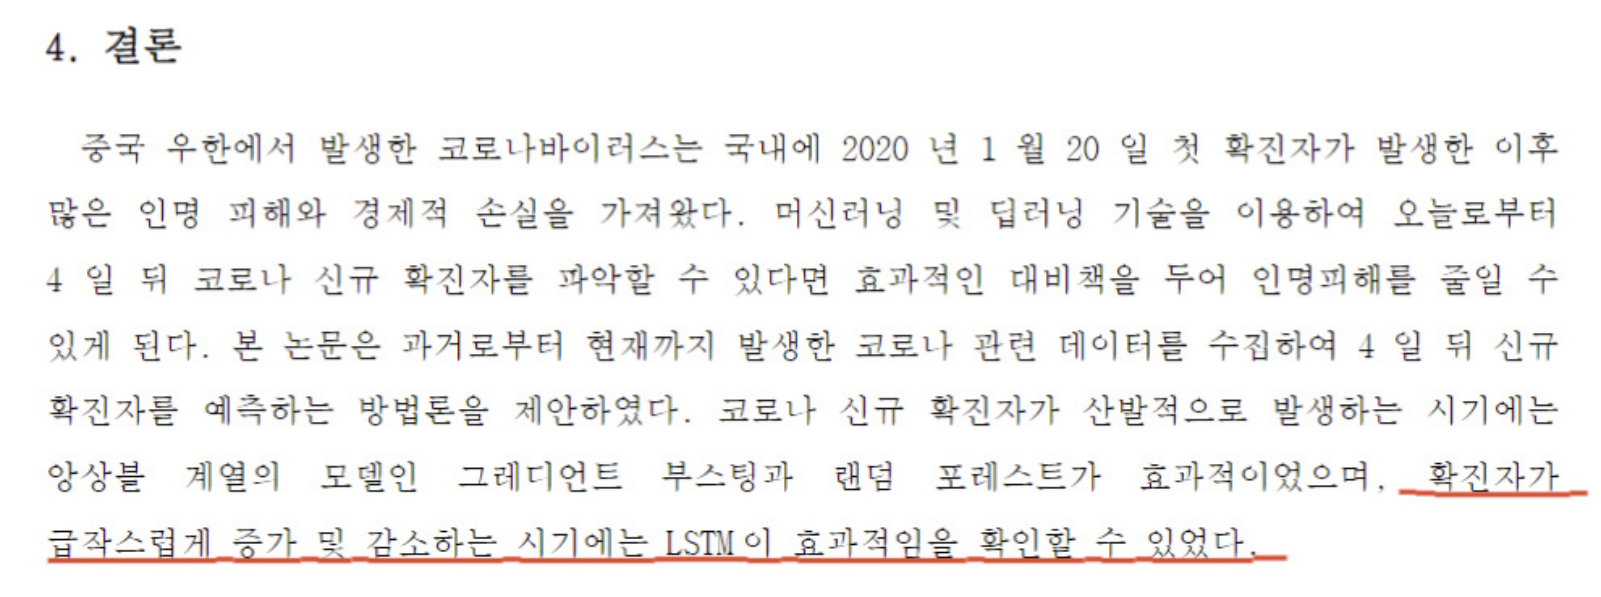 4. 결론
중국 우한에서 발생한 코로나바이러스는 국내에 2020 년 1 월 20 일 첫 확진자가 발생한 이후
많은 인명 피해와 경제적 손실을 가져왔다. 머신러닝 및 딥러닝 기술을 이용하여 오늘로부터
4 일 뒤 코로나 신규 확진자를 파악할 수 있다면 효과적인 대비책을 두어 인명피해를 줄일 수
있게 된다. 본 논문은 과거로부터 현재까지 발생한 코로나 관련 데이터를 수집하여 4 일 뒤 신규
확진자를 예측하는 방법론을 제안하였다. 코로나 신규 확진자가 산발적으로 발생하는 시기에는
앙상블 계열의 모델인 그레디언트 부스팅과 랜덤 포레스트가 효과적이었으며, 확진자가
급작스럽게 증가 및 감소하는 시기에는 LSTM 이 효과적임을 확인할 수 있었다.